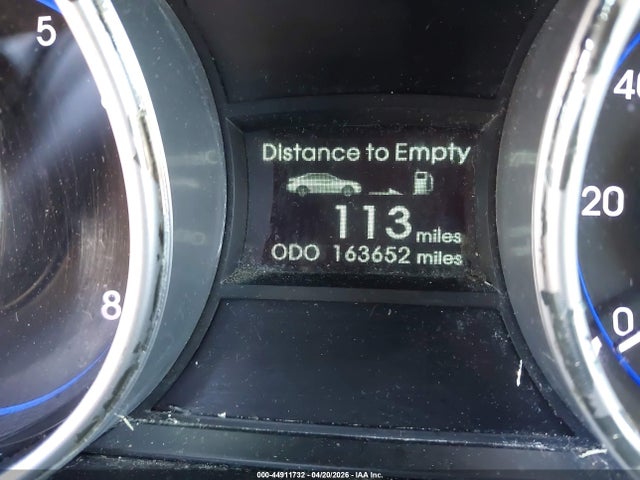 5
Distance to Empty
40
113 miles
20
ODO 163652 miles
8
0
000-44911732 - 04/20/2026 - IAA Inc.